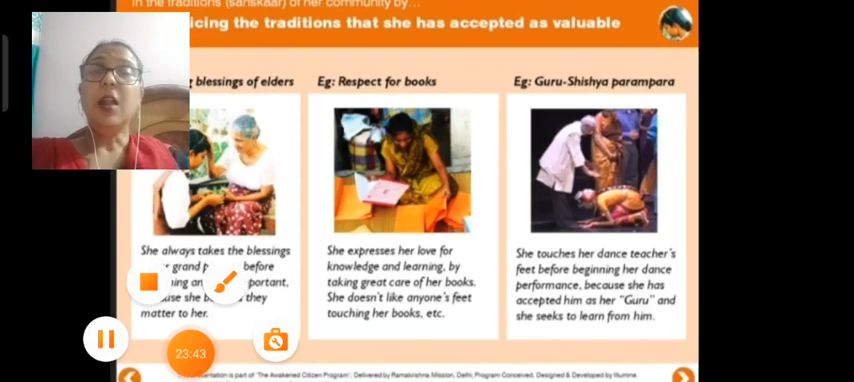 In the traditions (sanskaar) of her community by...
icing the traditions that she has accepted as valuable
blessings of elders
Eg: Respect for books
Eg: Guru-Shishya parampara
She always takes the blessings
grand before
portant,
they
matter to her.
She expresses her love for
knowledge and learning, by
taking great care of her books.
She doesn't like anyone's feet
touching her books, etc.
She touches her dance teacher's
feet before beginning her dance
performance, because she has
accepted him as her "Guru" and
she seeks to learn from him.
23:43
is part of 'The Awakened Citizen Program', Delivered by Ramakrishna Mission, Delhi; Program Conceived, Designed & Developed by Illumine.